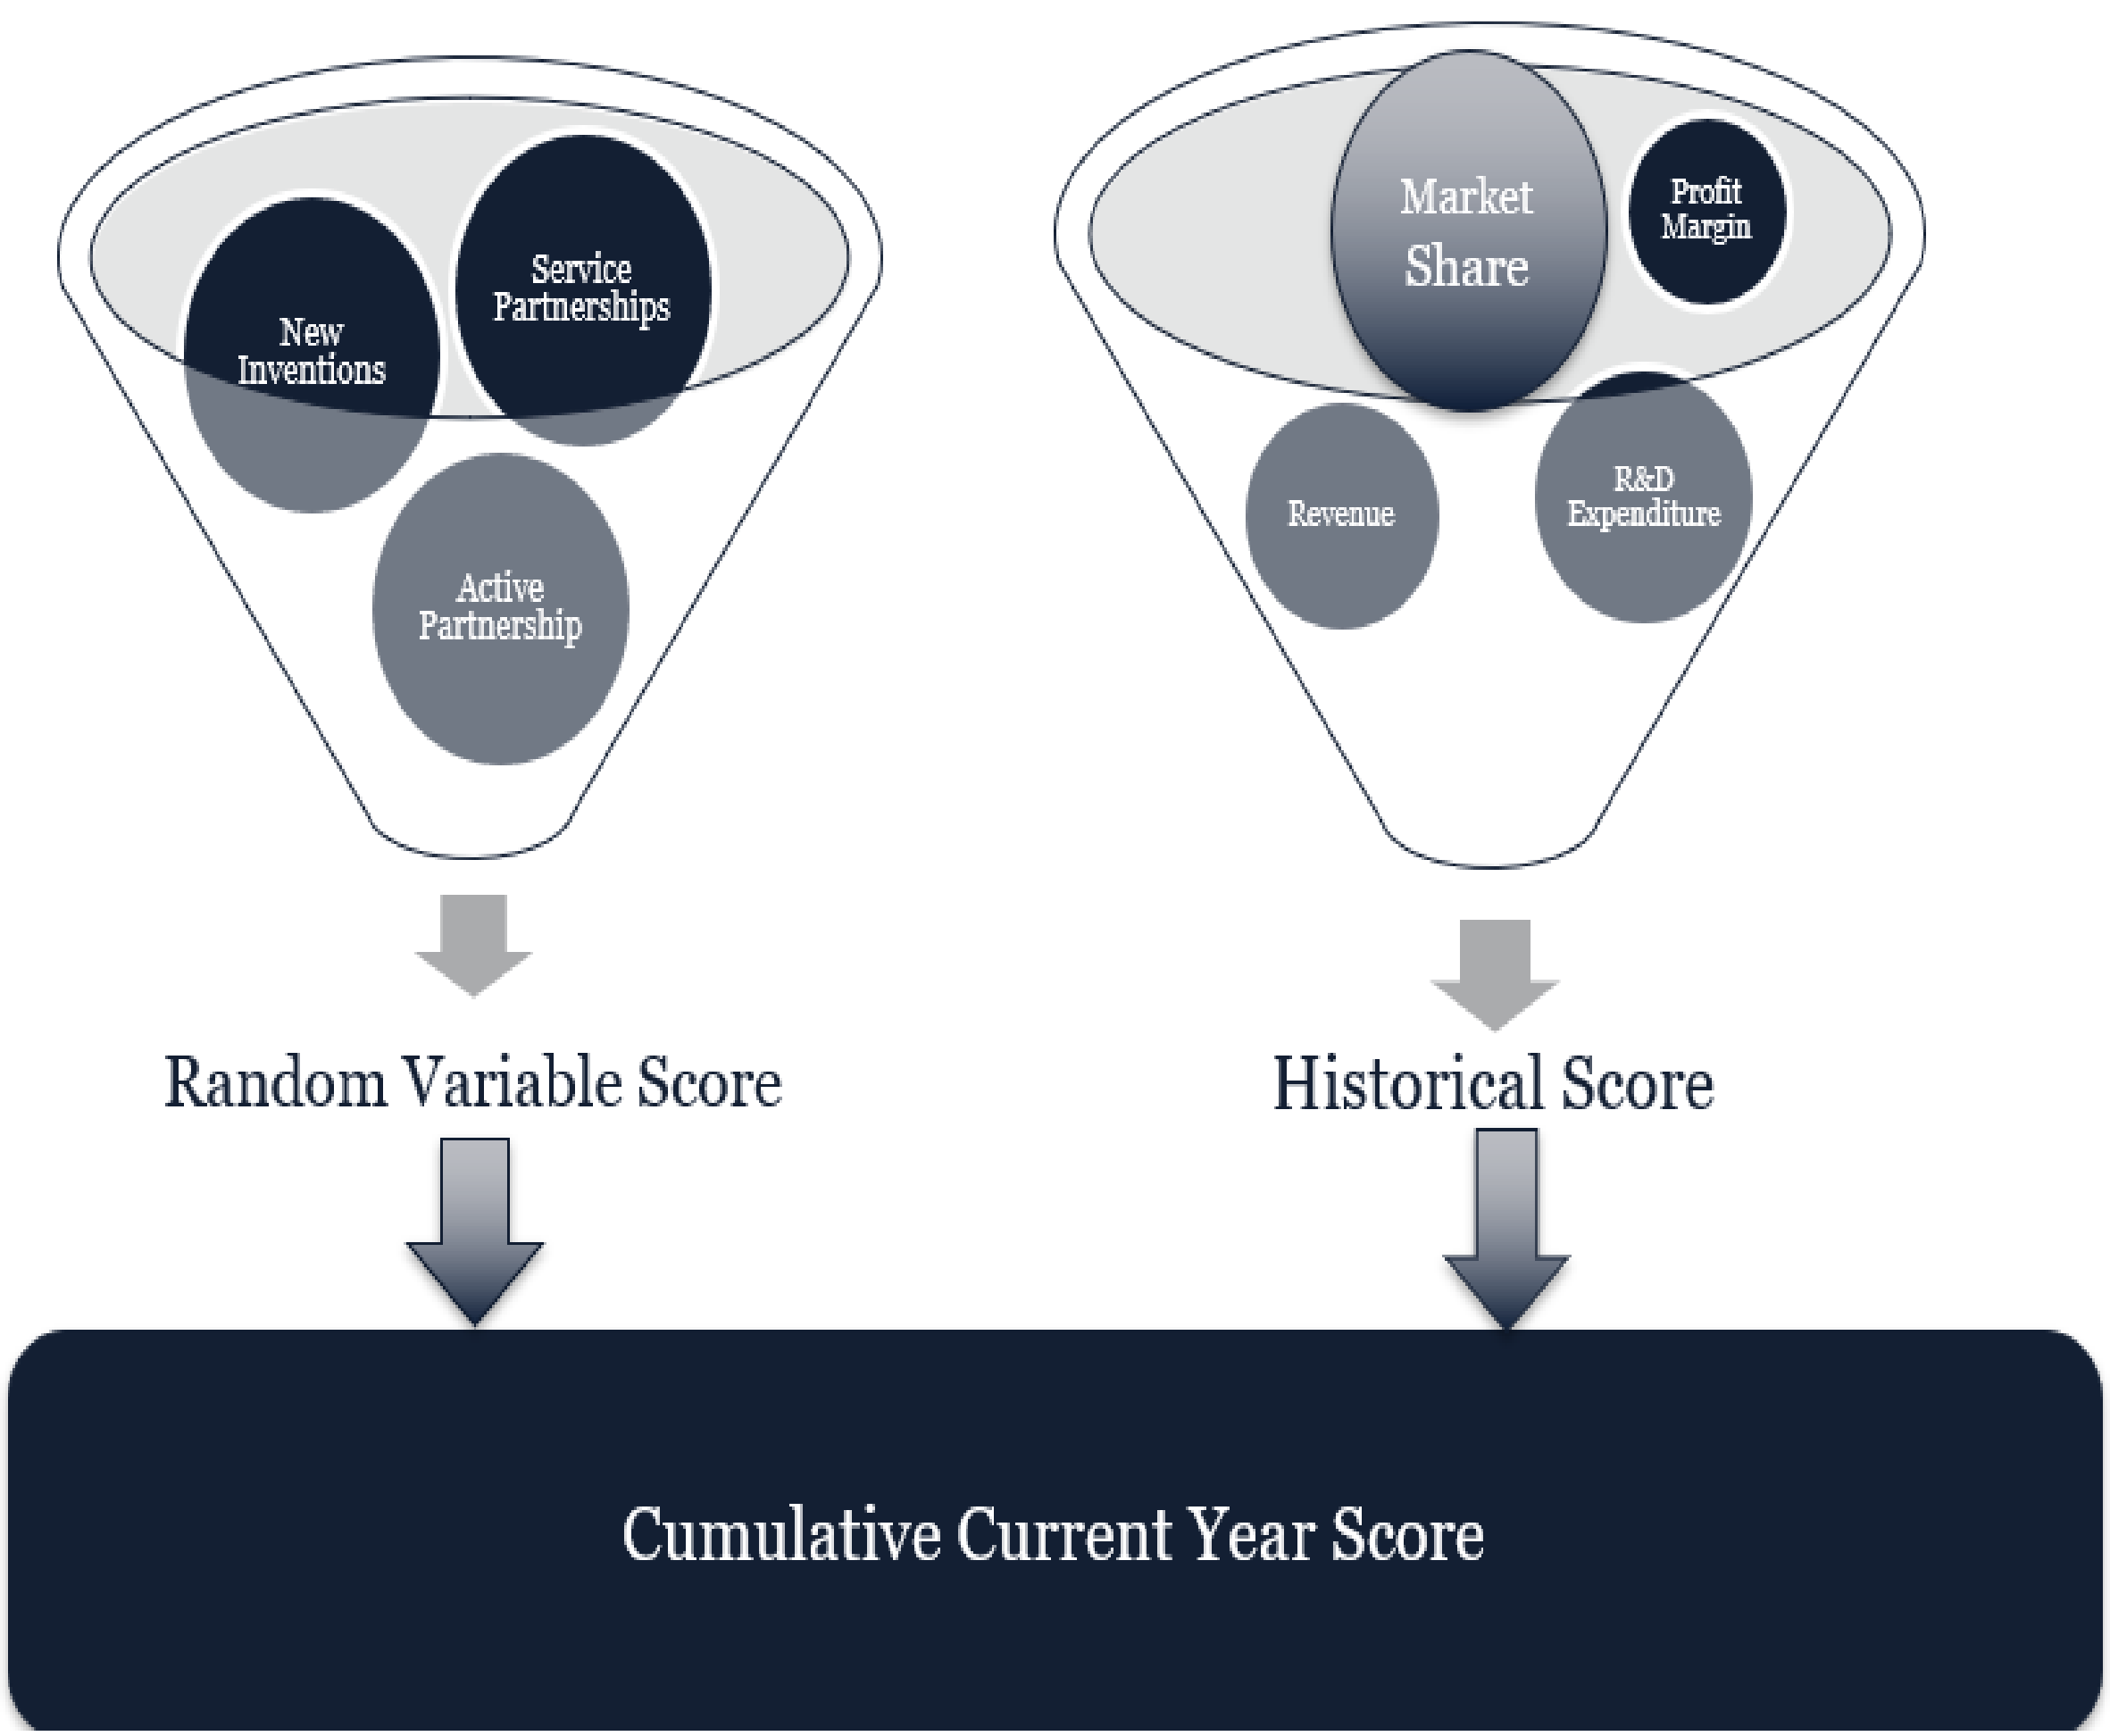 New
Inventions
Service
Partnerships
Active
Partnership
Market
Share
Profit
Margin
Revenue
R&D
Expenditure
Random Variable Score
Historical Score
Cumulative Current Year Score